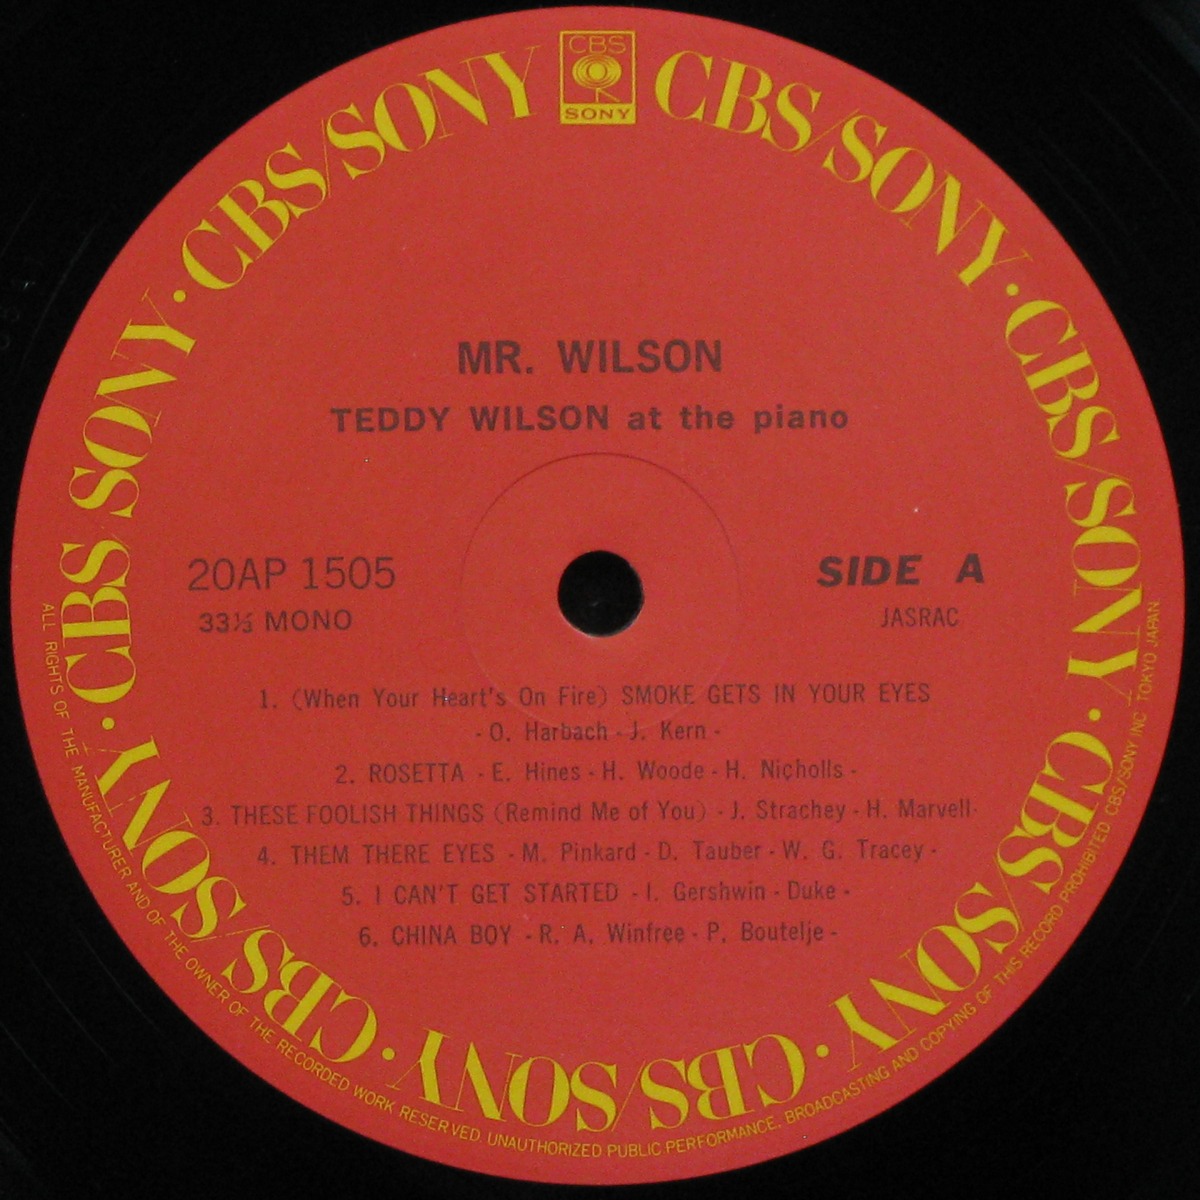 CBS
SONY
CBS/SONY · CBS/SONY · CBS/SONY · CBS/SONY · CBS/SONY · CBS/SONY · CBS SONY · CBS/SONY
MR. WILSON
TEDDY WILSON at the piano
20AP 1505
33⅓ MONO
SIDE A
JASRAC
1. (When Your Heart's On Fire) SMOKE GETS IN YOUR EYES
- O. Harbach - J. Kern -
2. ROSETTA - E. Hines - H. Woode - H. Nicholls -
3. THESE FOOLISH THINGS (Remind Me of You) - J. Strachey - H. Marvell-
4. THEM THERE EYES - M. Pinkard - D. Tauber - W. G. Tracey -
5. I CAN'T GET STARTED - I. Gershwin - Duke -
6. CHINA BOY - R. A. Winfree - P. Boutelje -
ALL RIGHTS OF THE MANUFACTURER AND OF THE OWNER OF THE RECORDED WORK RESERVED UNAUTHORIZED PUBLIC PERFORMANCE. BROADCASTING AND COPYING OF THIS RECORD PROHIBITED CBS/SONY INC TOKYO JAPAN